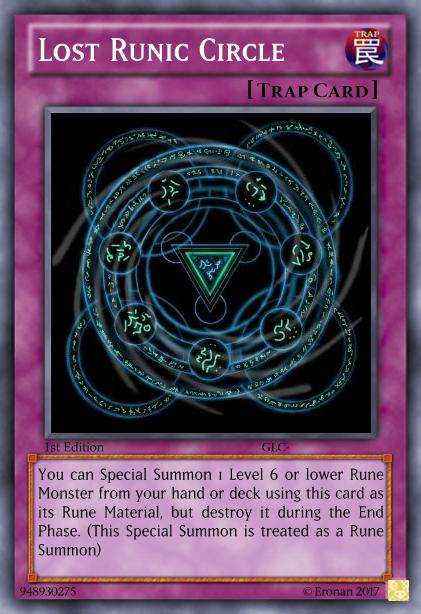 LOST RUNIC CIRCLE
TRAP
罠
[TRAP CARD]
1st Edition GLC-
You can Special Summon 1 Level 6 or lower Rune
Monster from your hand or deck using this card as
its Rune Material, but destroy it during the End
Phase. (This Special Summon is treated as a Rune
Summon)
948930275 © Eronan 2017